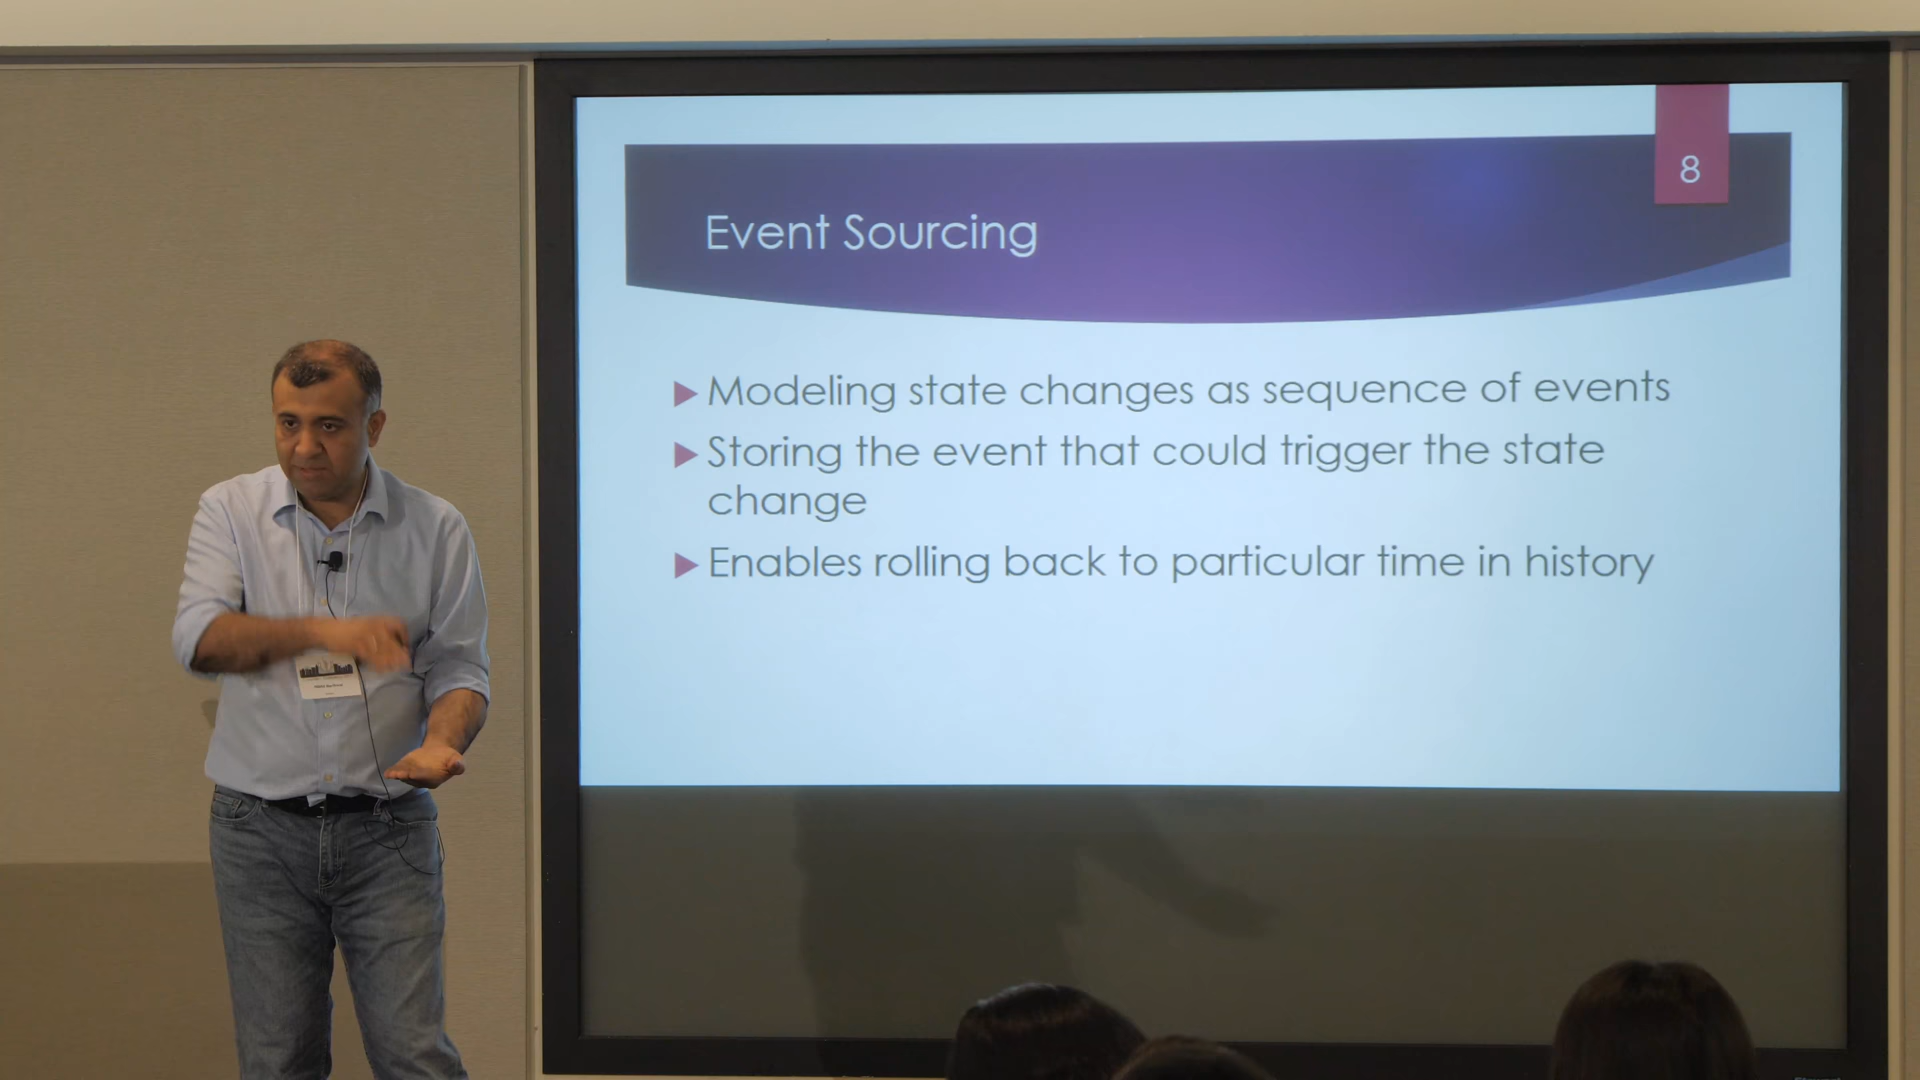 8
Event Sourcing
Modeling state changes as sequence of events
Storing the event that could trigger the state
change
Enables rolling back to particular time in history